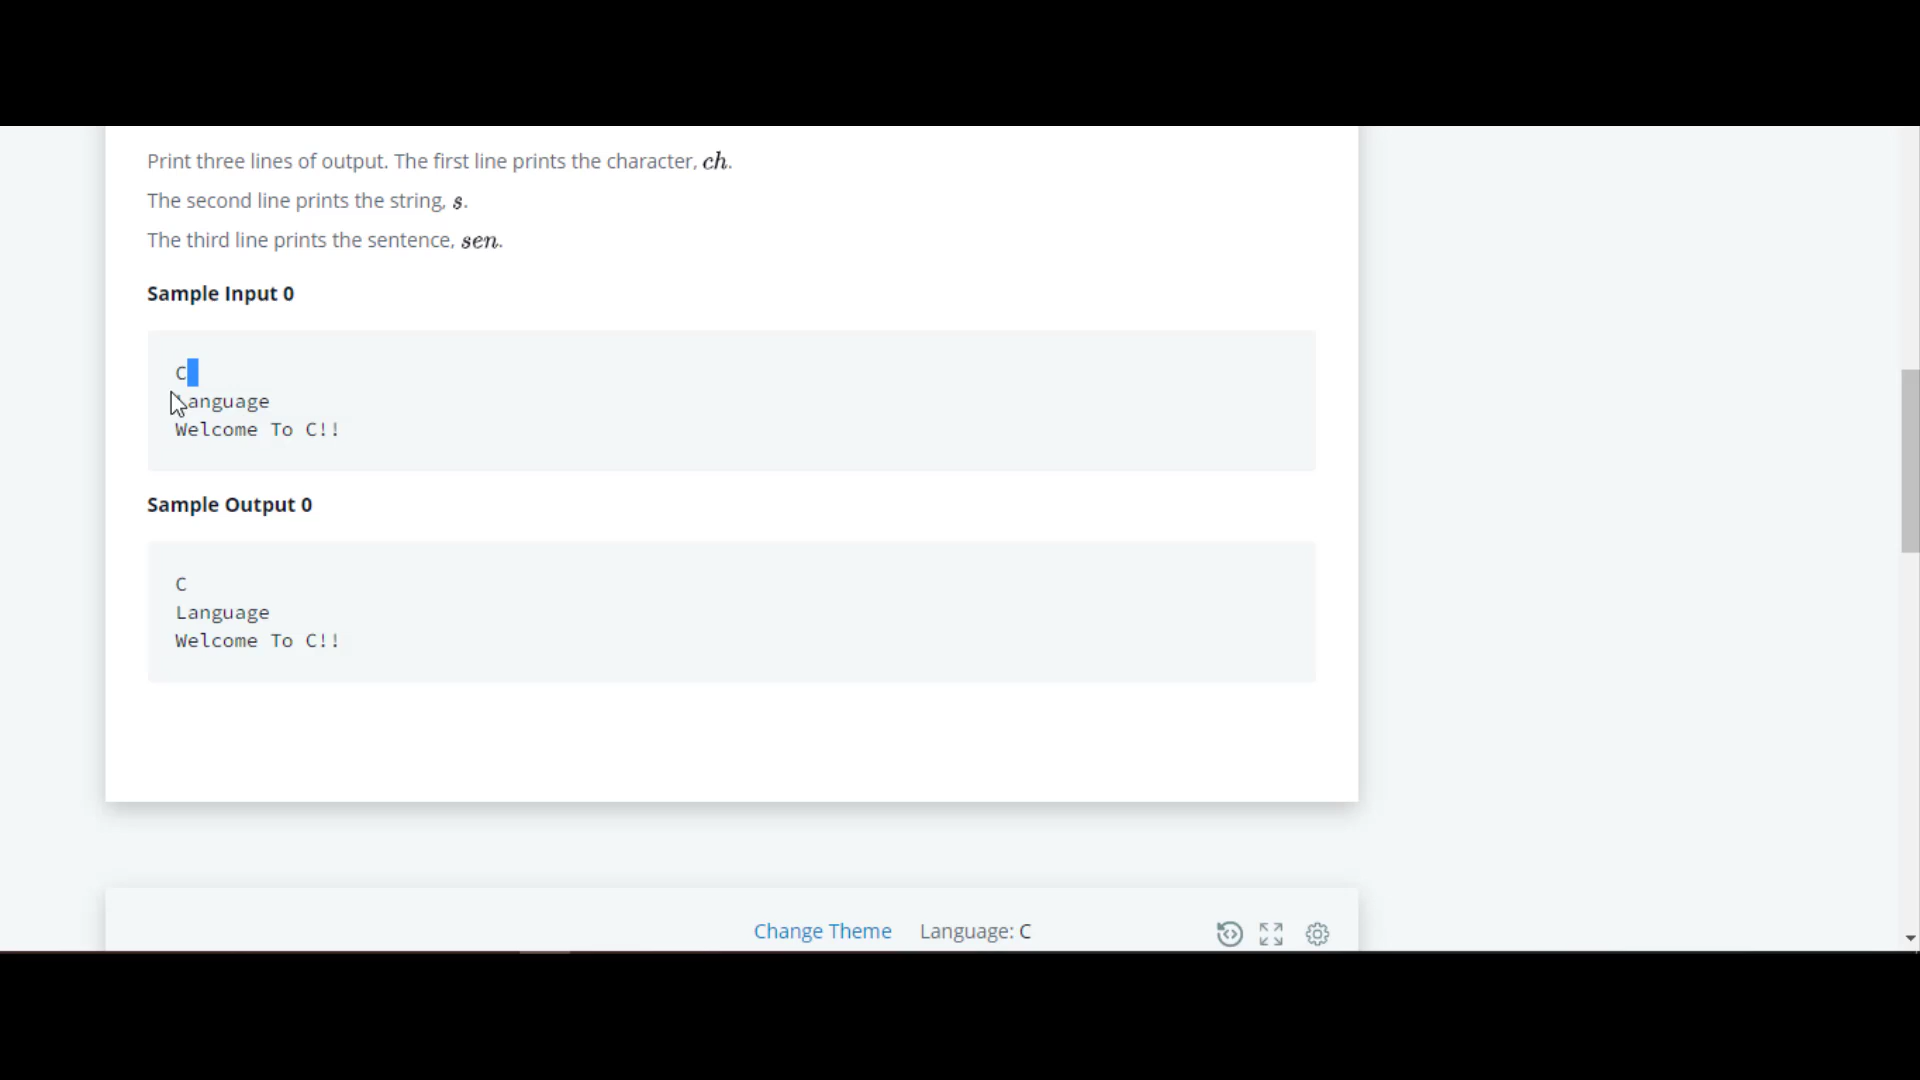 Print three lines of output. The first line prints the character, ch.
The second line prints the string, s.
The third line prints the sentence, sen.
Sample Input 0
C
Language
Welcome To C!!
Sample Output 0
C
Language
Welcome To C!!
Change Theme Language: C